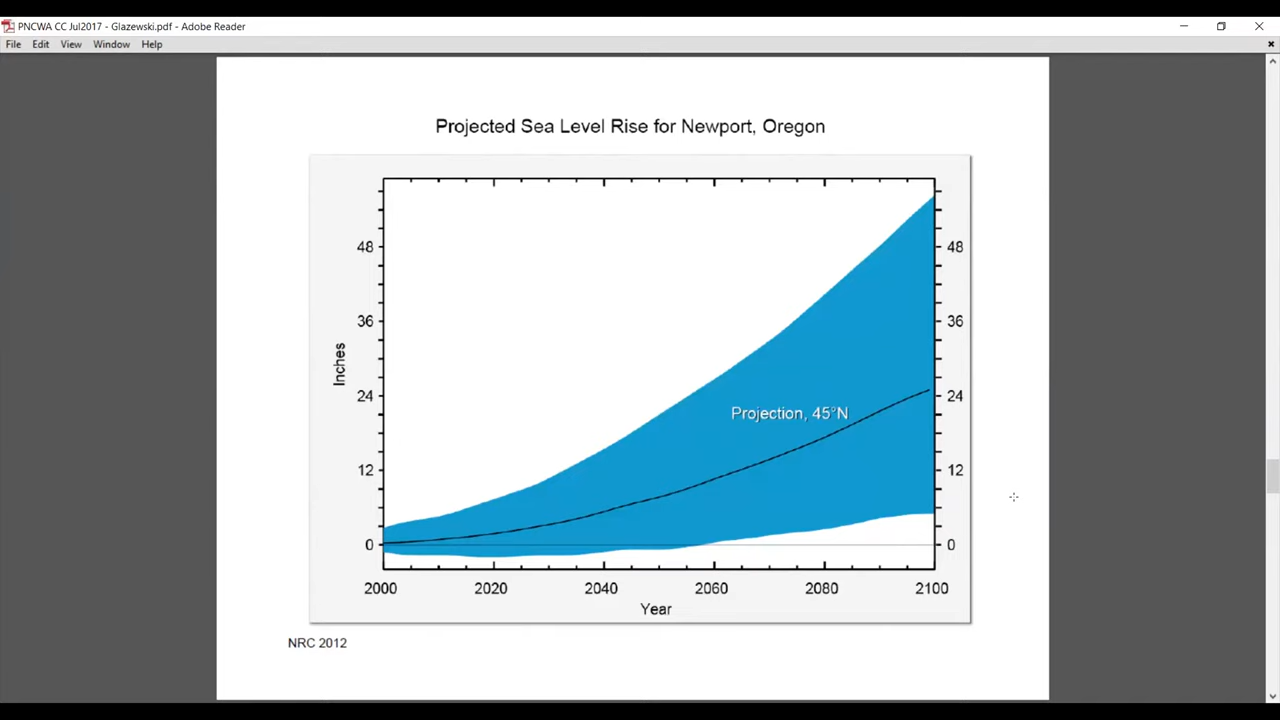 PNCWA CC Jul2017 - Glazewski.pdf - Adobe Reader
File Edit View Window Help
Projected Sea Level Rise for Newport, Oregon
48 48
36 36
Inches
24 24
Projection, 45°N
12 12
0 0
2000 2020 2040 2060 2080 2100
Year
NRC 2012